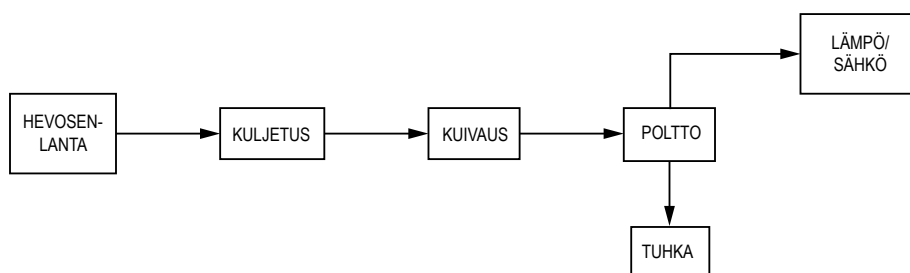 HEVOSEN-
LANTA
KULJETUS
KUIVAUS
POLTTO
LÄMPÖ/
SÄHKÖ
TUHKA